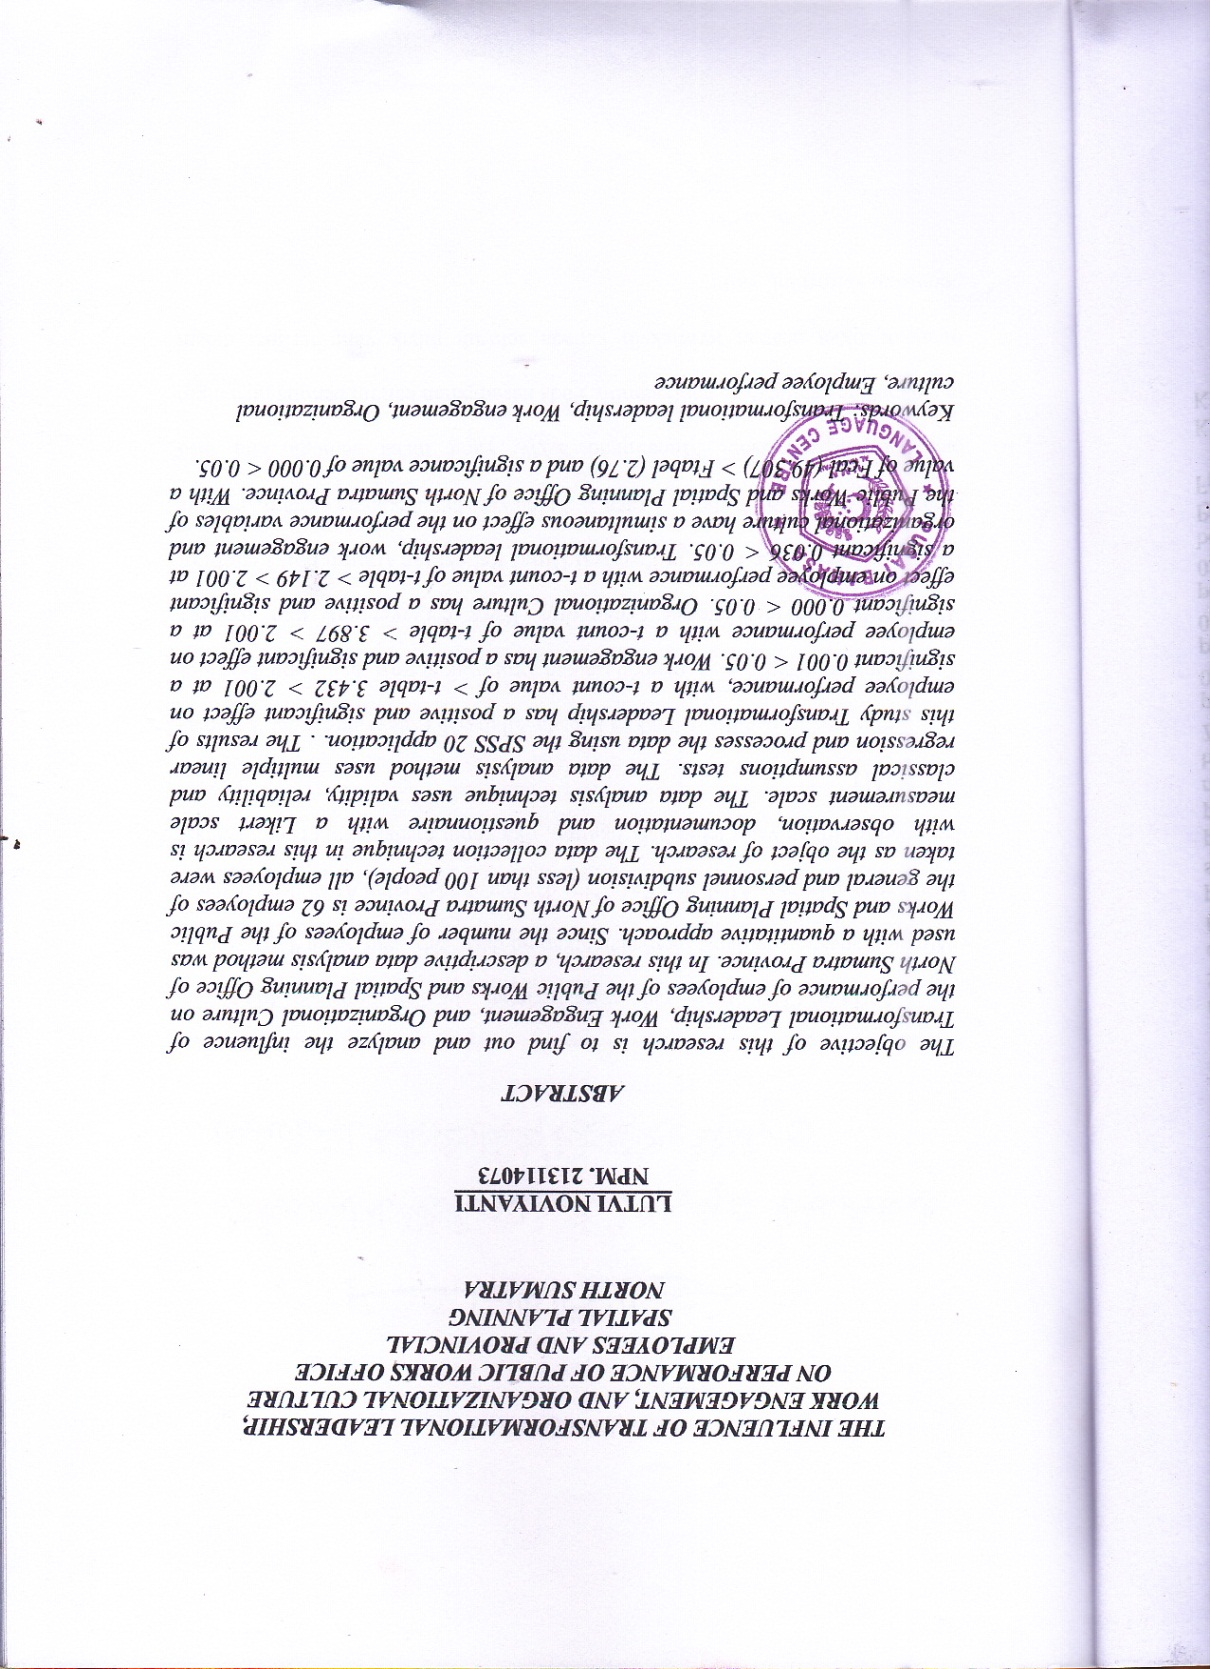 THE INFLUENCE OF TRANSFORMATIONAL LEADERSHIP,
WORK ENGAGEMENT, AND ORGANIZATIONAL CULTURE
ON PERFORMANCE OF PUBLIC WORKS OFFICE
EMPLOYEES AND PROVINCIAL
SPATIAL PLANNING
NORTH SUMATRA
LUTVI NOVIYANTI
NPM. 213114073
ABSTRACT
The objective of this research is to find out and analyze the influence of
Transformational Leadership, Work Engagement, and Organizational Culture on
the performance of employees of the Public Works and Spatial Planning Office of
North Sumatra Province. In this research, a descriptive data analysis method was
used with a quantitative approach. Since the number of employees of the Public
Works and Spatial Planning Office of North Sumatra Province is 62 employees of
the general and personnel subdivision (less than 100 people), all employees were
taken as the object of research. The data collection technique in this research is
with observation, documentation and questionnaire with a Likert scale
measurement scale. The data analysis technique uses validity, reliability and
classical assumptions tests. The data analysis method uses multiple linear
regression and processes the data using the SPSS 20 application. . The results of
this study Transformational Leadership has a positive and significant effect on
employee performance, with a t-count value of > t-table 3.432 > 2.001 at a
significant 0.001 < 0.05. Work engagement has a positive and significant effect on
employee performance with a t-count value of t-table > 3.897 > 2.001 at a
significant 0.000 < 0.05. Organizational Culture has a positive and significant
effect on employee performance with a t-count value of t-table > 2.149 > 2.001 at
a significant 0.036 < 0.05. Transformational leadership, work engagement and
organizational culture have a simultaneous effect on the performance variables of
the Public Works and Spatial Planning Office of North Sumatra Province. With a
value of Fcal (49.307) > Ftabel (2.76) and a significance value of 0.000 < 0.05.
Keywords: Transformational leadership, Work engagement, Organizational
culture, Employee performance
PUSAT BAHASA
LANGUAGE CENTRE